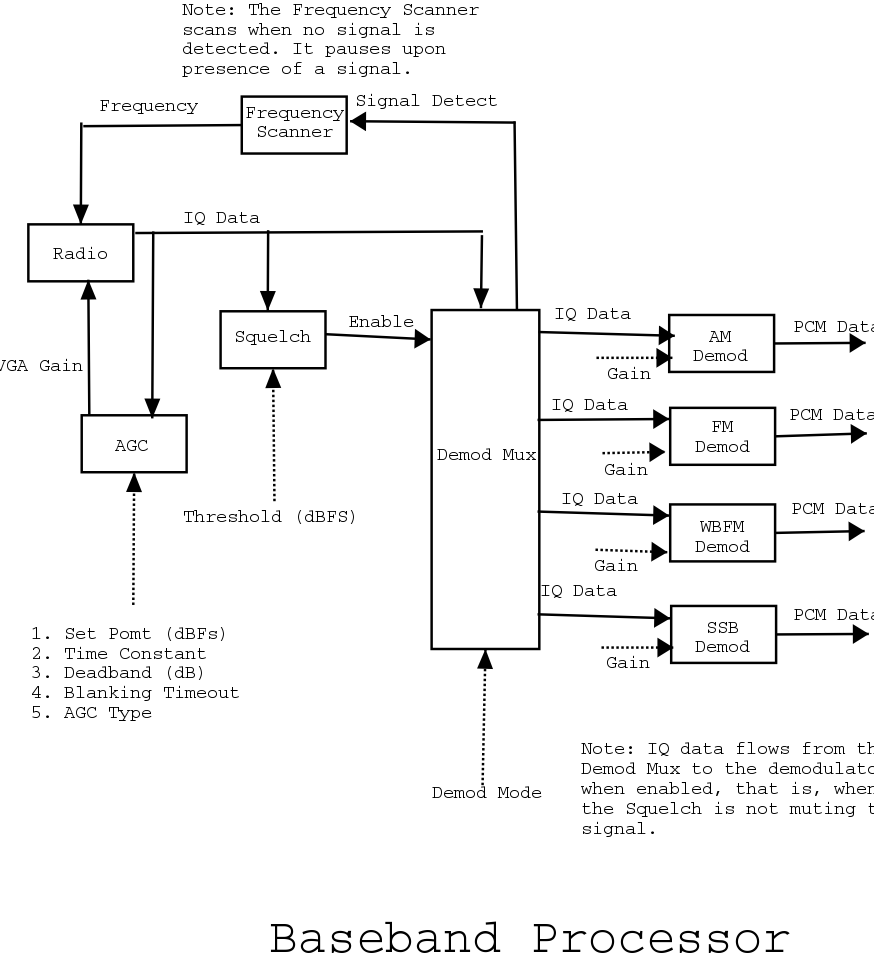 Note: The Frequency Scanner
scans when no signal is
detected. It pauses upon
presence of a signal.
Frequency
Signal Detect
Frequency
Scanner
IQ Data
Radio
Squelch
Enable
VGA Gain
AGC
Threshold (dBFS)
Demod Mux
IQ Data
AM
Demod
Gain
PCM Data
IQ Data
FM
Demod
Gain
PCM Data
IQ Data
WBFM
Demod
Gain
PCM Data
IQ Data
SSB
Demod
Gain
PCM Data
1. Set Pomt (dBFs)
2. Time Constant
3. Deadband (dB)
4. Blanking Timeout
5. AGC Type
Demod Mode
Note: IQ data flows from th
Demod Mux to the demodulato
when enabled, that is, when
the Squelch is not muting t
signal.
Baseband Processor